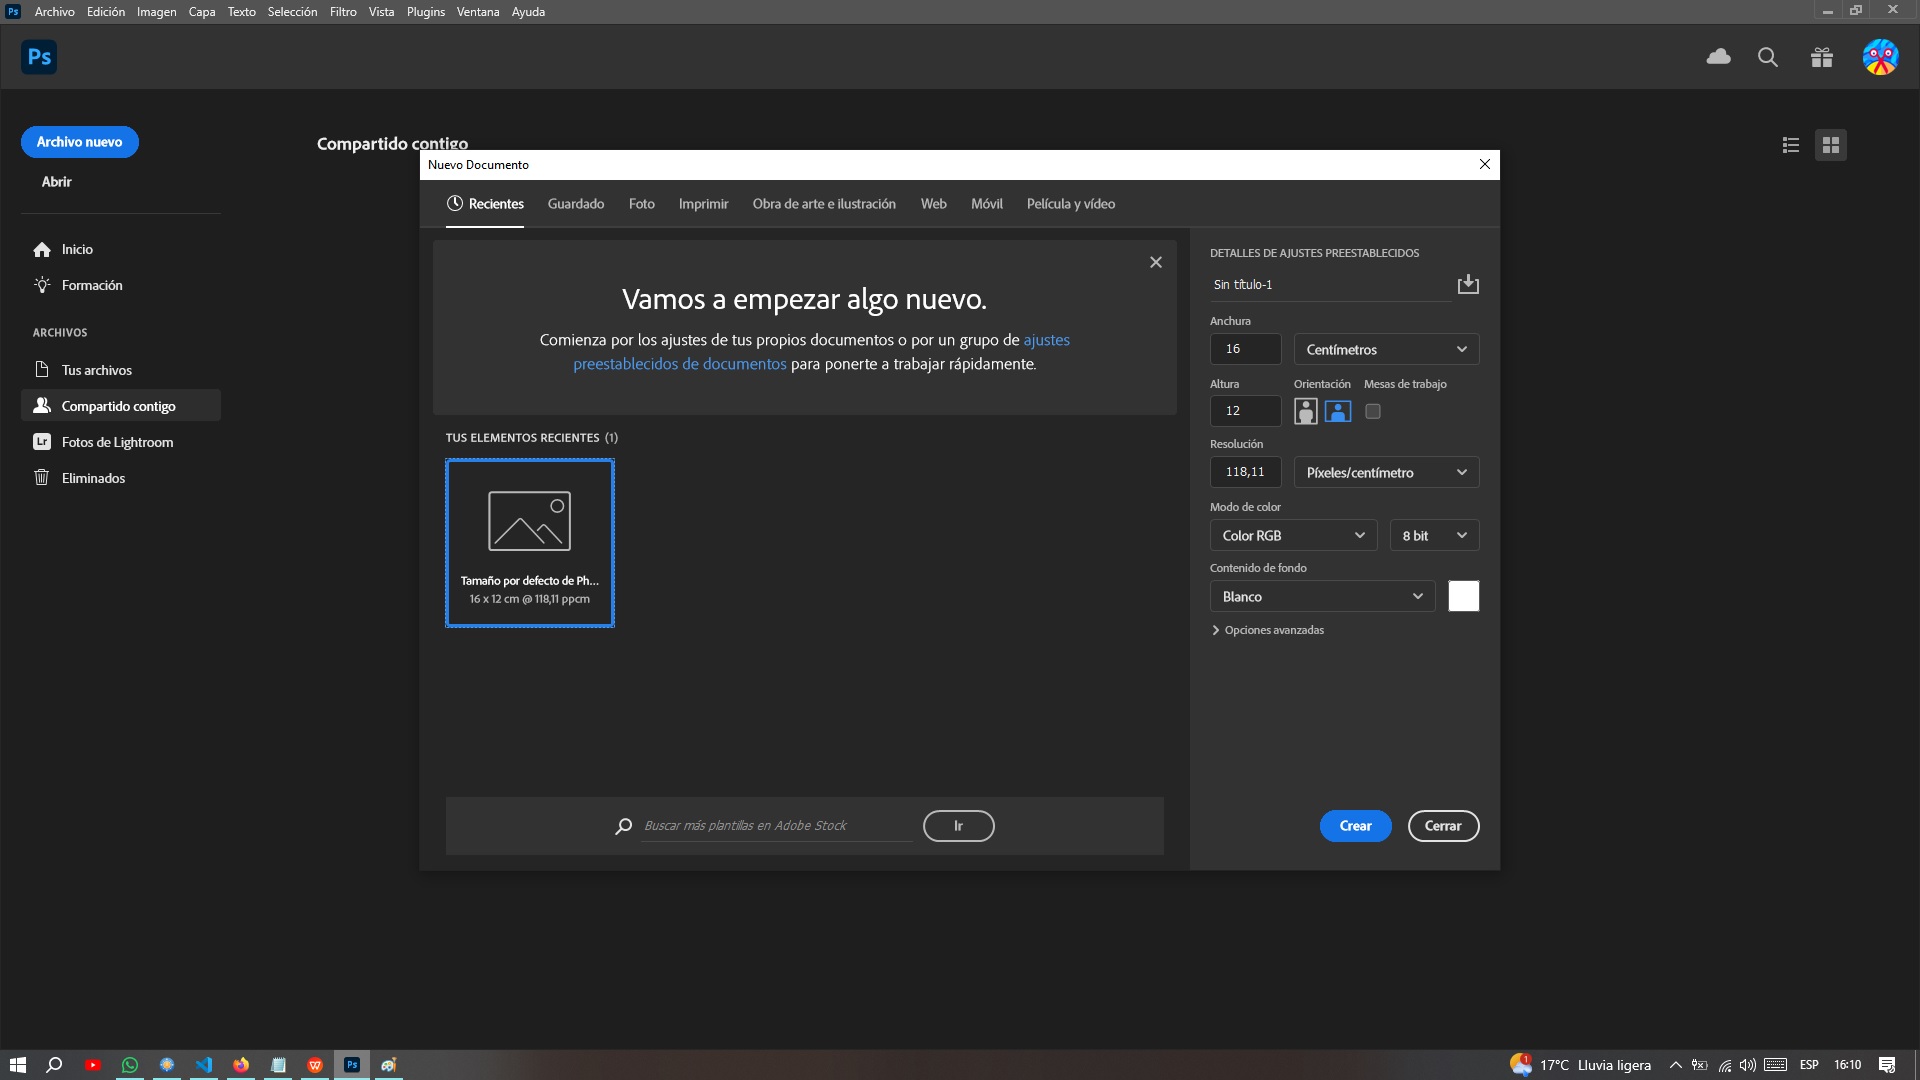 Ps
Archivo Edición Imagen Capa Texto Selección Filtro Vista Plugins Ventana Ayuda
Ps
Archivo nuevo
Abrir
Inicio
Formación
ARCHIVOS
Tus archivos
Compartido contigo
Lr Fotos de Lightroom
Eliminados
Compartido contigo
Nuevo Documento
Recientes Guardado Foto Imprimir Obra de arte e ilustración Web Móvil Película y vídeo
Vamos a empezar algo nuevo.
Comienza por los ajustes de tus propios documentos o por un grupo de ajustes
preestablecidos de documentos para ponerte a trabajar rápidamente.
TUS ELEMENTOS RECIENTES (1)
Tamaño por defecto de Ph...
16 x 12 cm @ 118,11 ppcm
Buscar más plantillas en Adobe Stock
Ir
DETALLES DE AJUSTES PREESTABLECIDOS
Sin título-1
Anchura
16 Centímetros
Altura Orientación Mesas de trabajo
12
Resolución
118,11 Píxeles/centímetro
Modo de color
Color RGB 8 bit
Contenido de fondo
Blanco
Opciones avanzadas
Crear Cerrar
W Ps
1 17°C Lluvia ligera ESP 16:10